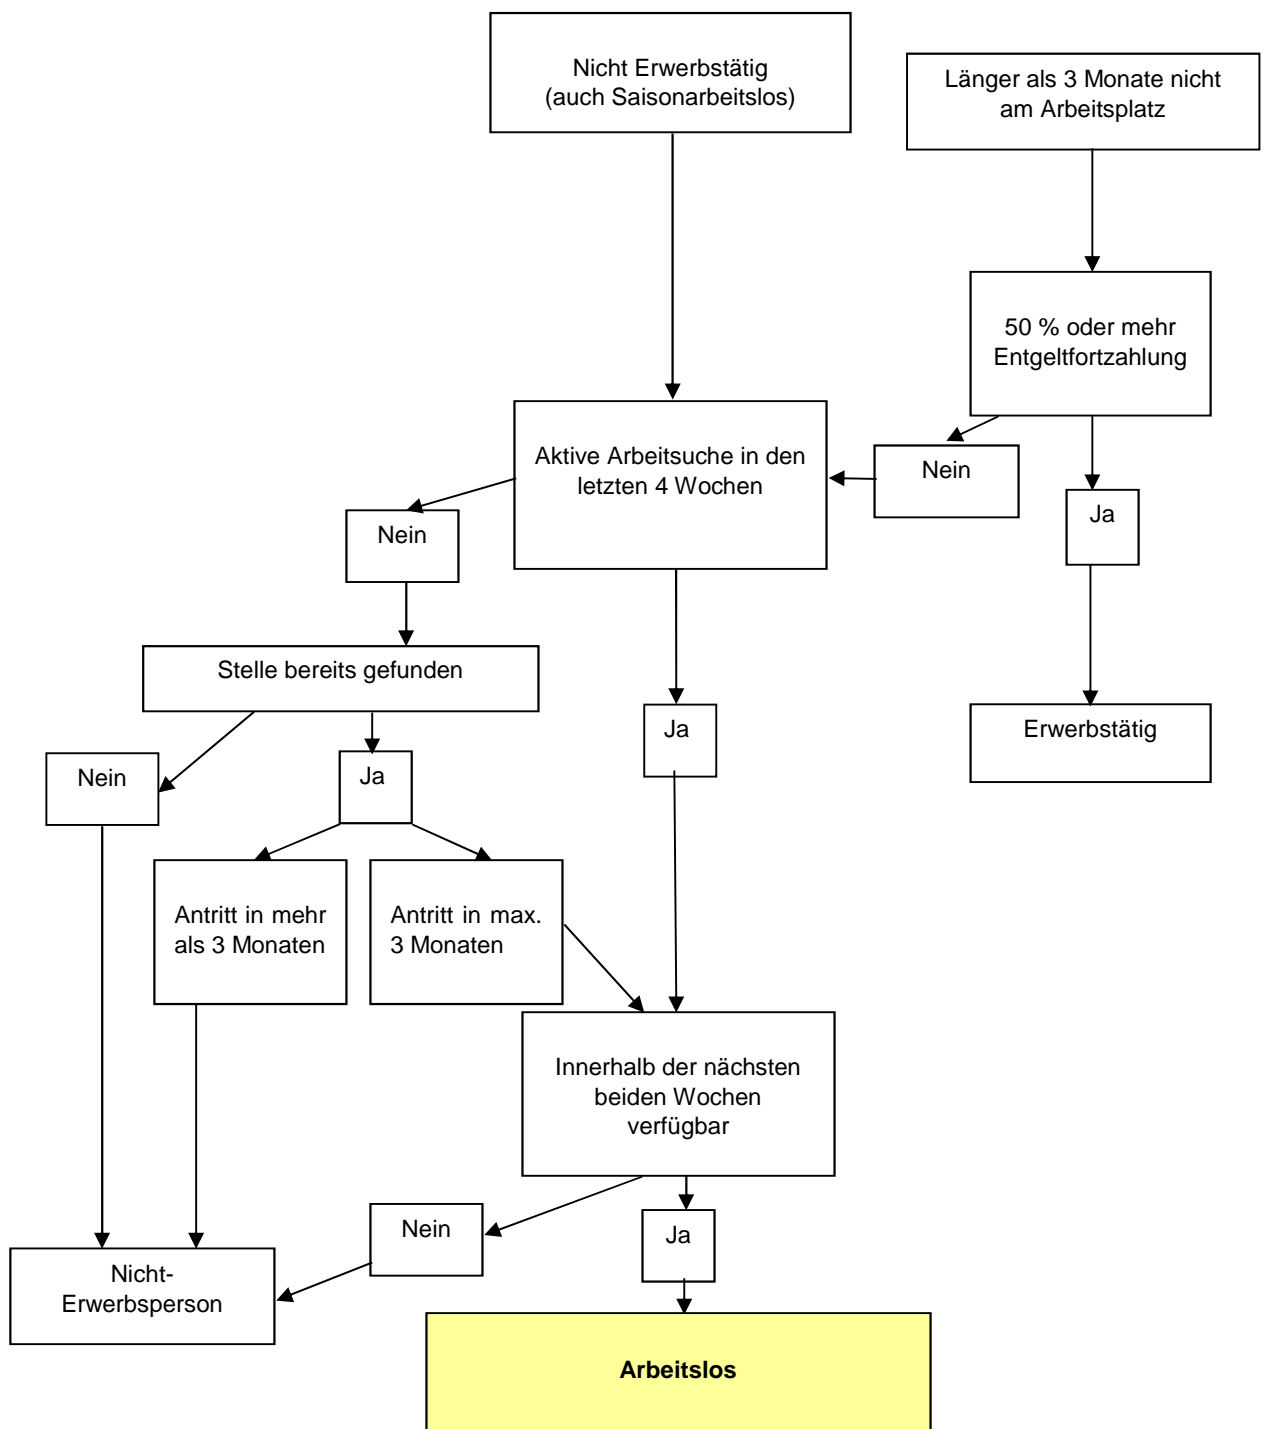 Nicht Erwerbstätig
(auch Saisonarbeitslos)
Länger als 3 Monate nicht
am Arbeitsplatz
50 % oder mehr
Entgeltfortzahlung
Aktive Arbeitsuche in den
letzten 4 Wochen
Nein
Ja
Nein
Stelle bereits gefunden
Ja
Erwerbstätig
Nein
Ja
Antritt in mehr
als 3 Monaten
Antritt in max.
3 Monaten
Innerhalb der nächsten
beiden Wochen
verfügbar
Nein
Ja
Nicht-
Erwerbsperson
Arbeitslos